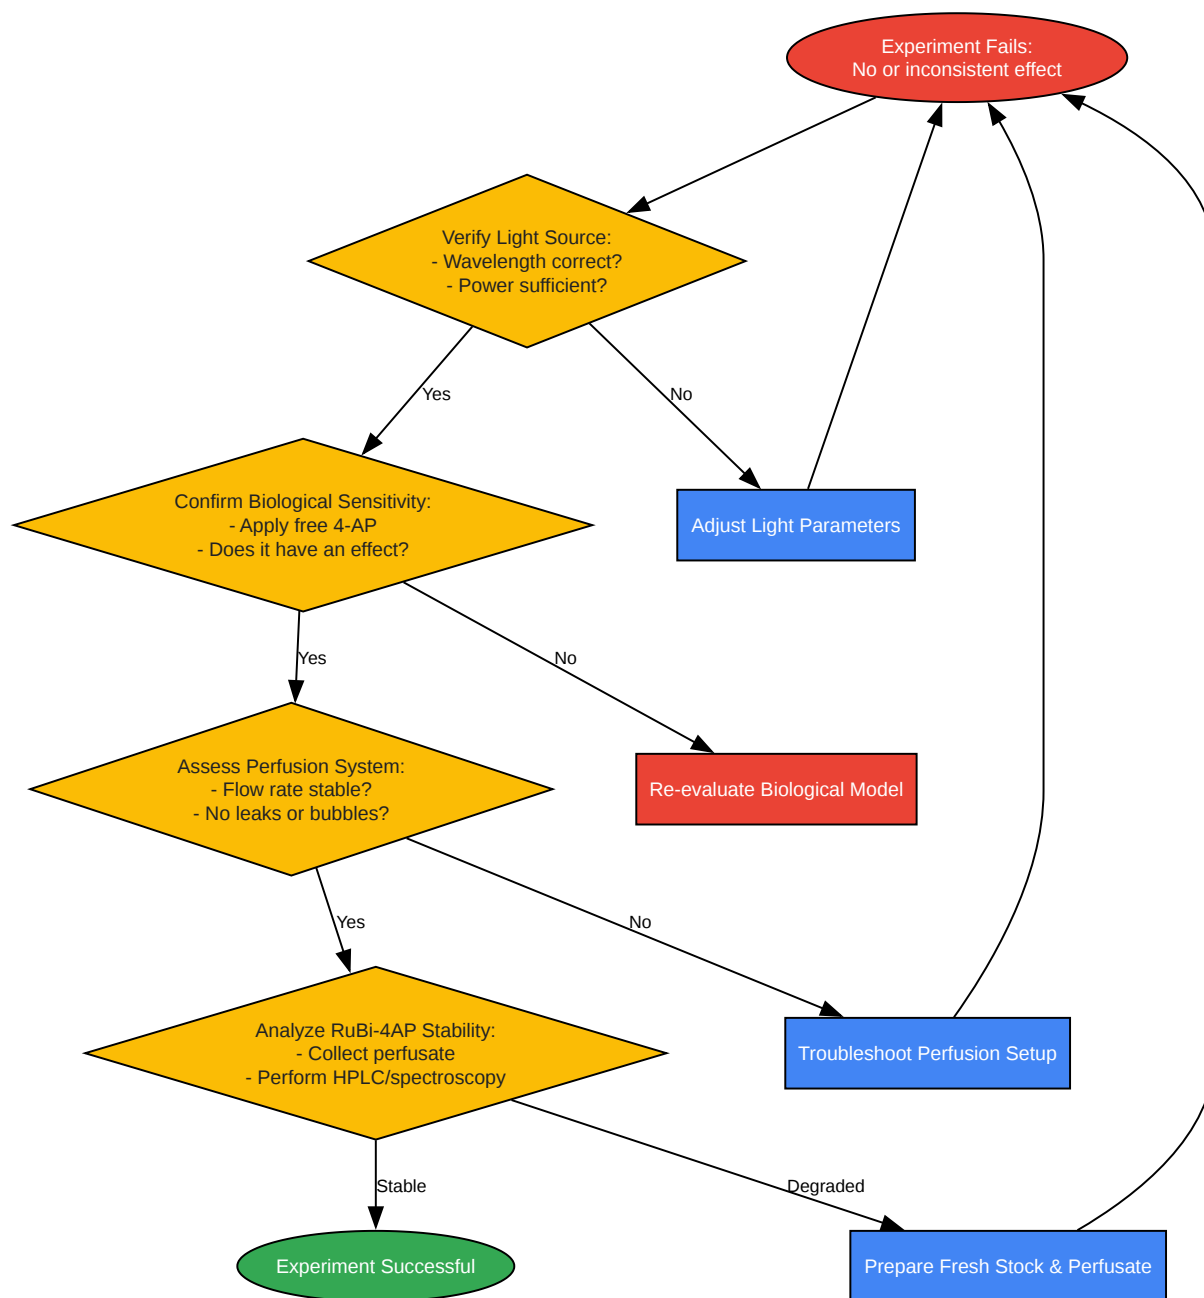 Experiment Fails:
No or inconsistent effect
Verify Light Source:
- Wavelength correct?
- Power sufficient?
Yes
No
Confirm Biological Sensitivity:
- Apply free 4-AP
- Does it have an effect?
Adjust Light Parameters
Yes
No
Assess Perfusion System:
- Flow rate stable?
- No leaks or bubbles?
Re-evaluate Biological Model
Yes
No
Analyze RuBi-4AP Stability:
- Collect perfusate
- Perform HPLC/spectroscopy
Troubleshoot Perfusion Setup
Stable
Degraded
Experiment Successful
Prepare Fresh Stock & Perfusate